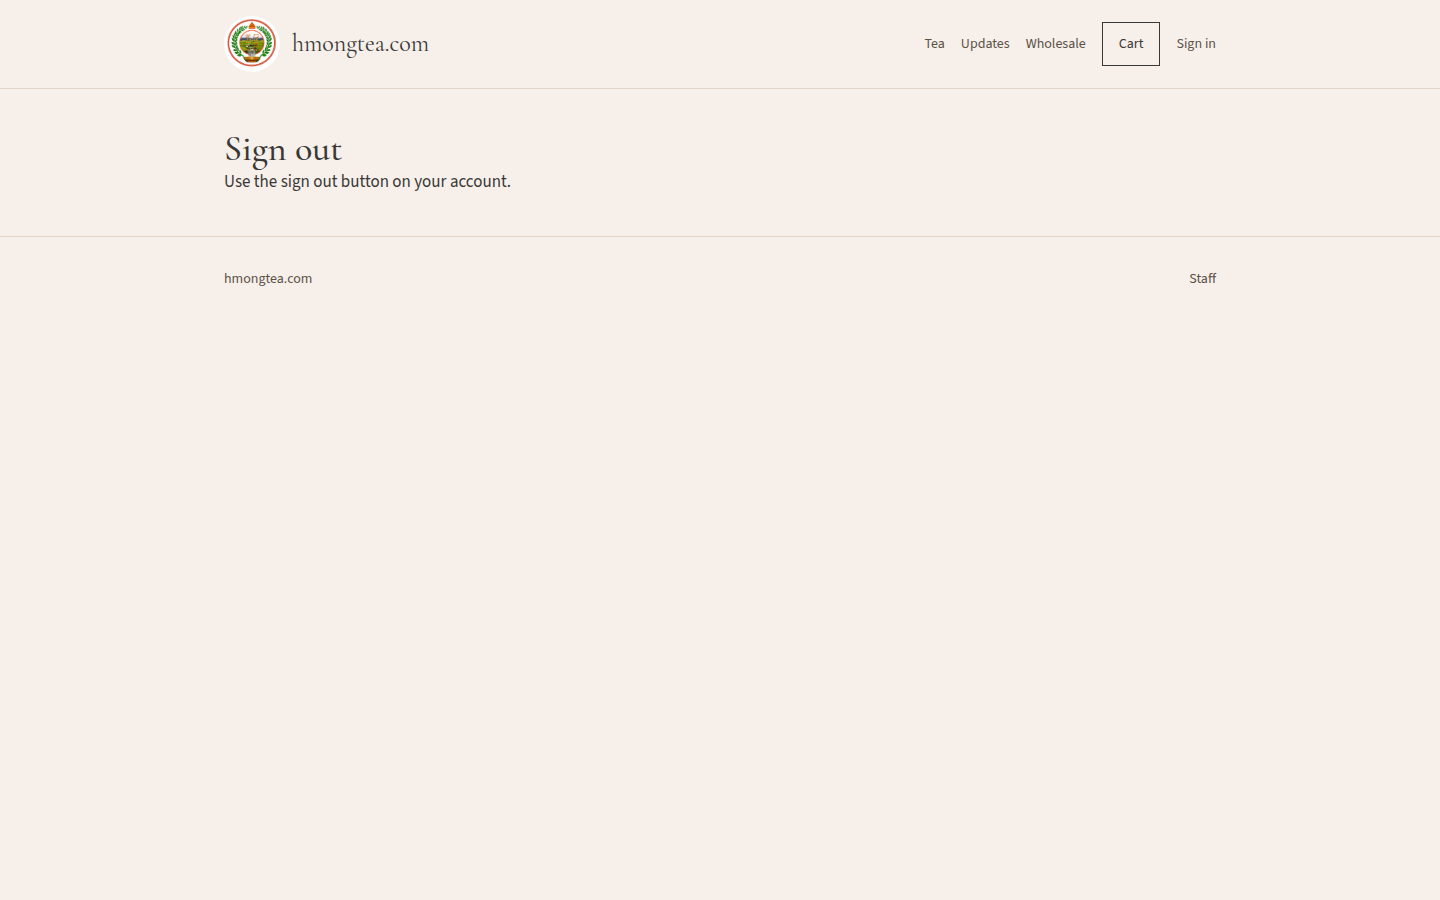 hmongtea.com
Tea
Updates
Wholesale
Cart
Sign in
Sign out
Use the sign out button on your account.
hmongtea.com
Staff